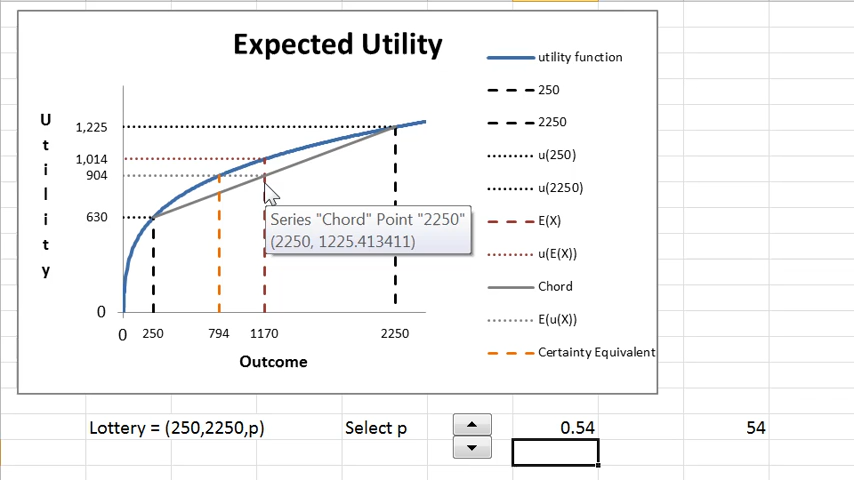 Expected Utility
Utility
1,225
1,014
904
630
0
0 250 794 1170 2250
Outcome
Series "Chord" Point "2250"
(2250, 1225.413411)
utility function
250
2250
u(250)
u(2250)
E(X)
u(E(X))
Chord
E(u(X))
Certainty Equivalent
Lottery = (250,2250,p) Select p 0.54 54